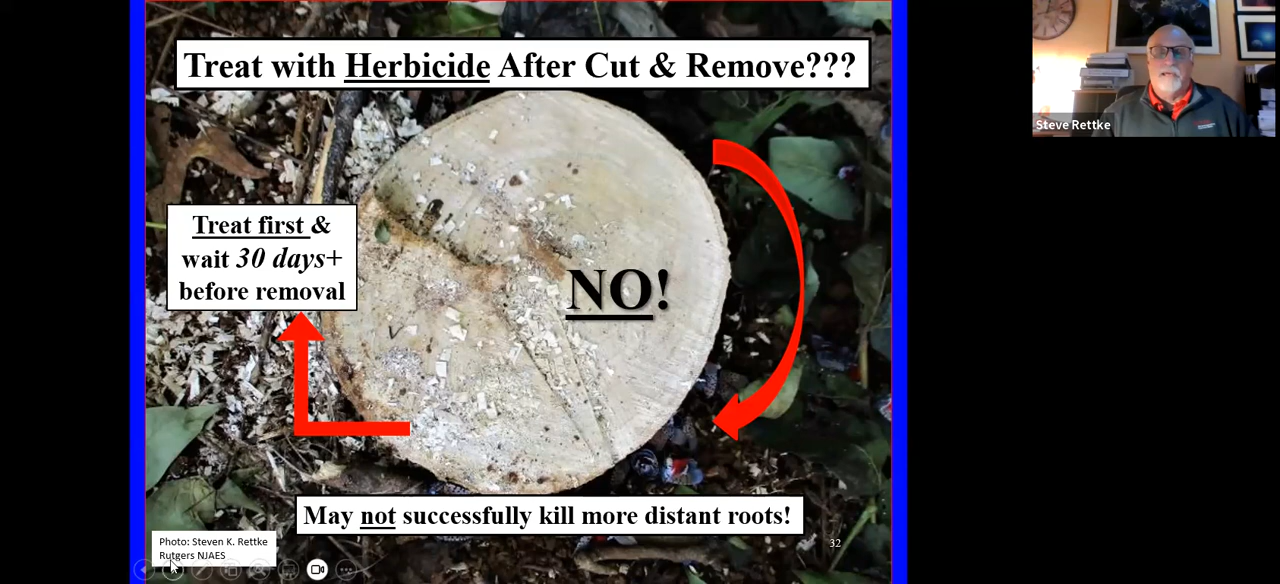 Treat with Herbicide After Cut & Remove???
Steve Rettke
Treat first &
wait 30 days+
before removal
NO!
May not successfully kill more distant roots!
Photo: Steven K. Rettke
Rutgers NJAES
32